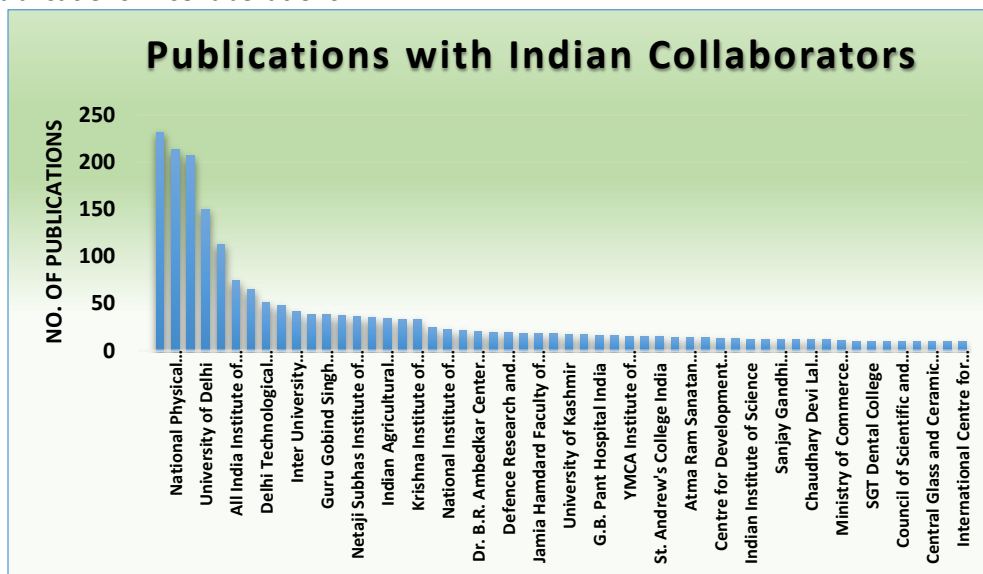 Publications with Indian Collaborators
NO. OF PUBLICATIONS
250
200
150
100
50
0
National Physical…
University of Delhi
All India Institute of…
Delhi Technological…
Inter University…
Guru Gobind Singh…
Netaji Subhas Institute of…
Indian Agricultural…
Krishna Institute of…
National Institute of…
Dr. B.R. Ambedkar Center…
Defence Research and…
Jamia Hamdard Faculty of…
University of Kashmir
G.B. Pant Hospital India
YMCA Institute of…
St. Andrew's College India
Atma Ram Sanatan…
Centre for Development…
Indian Institute of Science
Sanjay Gandhi…
Chaudhary Devi Lal…
Ministry of Commerce…
SGT Dental College
Council of Scientific and…
Central Glass and Ceramic…
International Centre for…